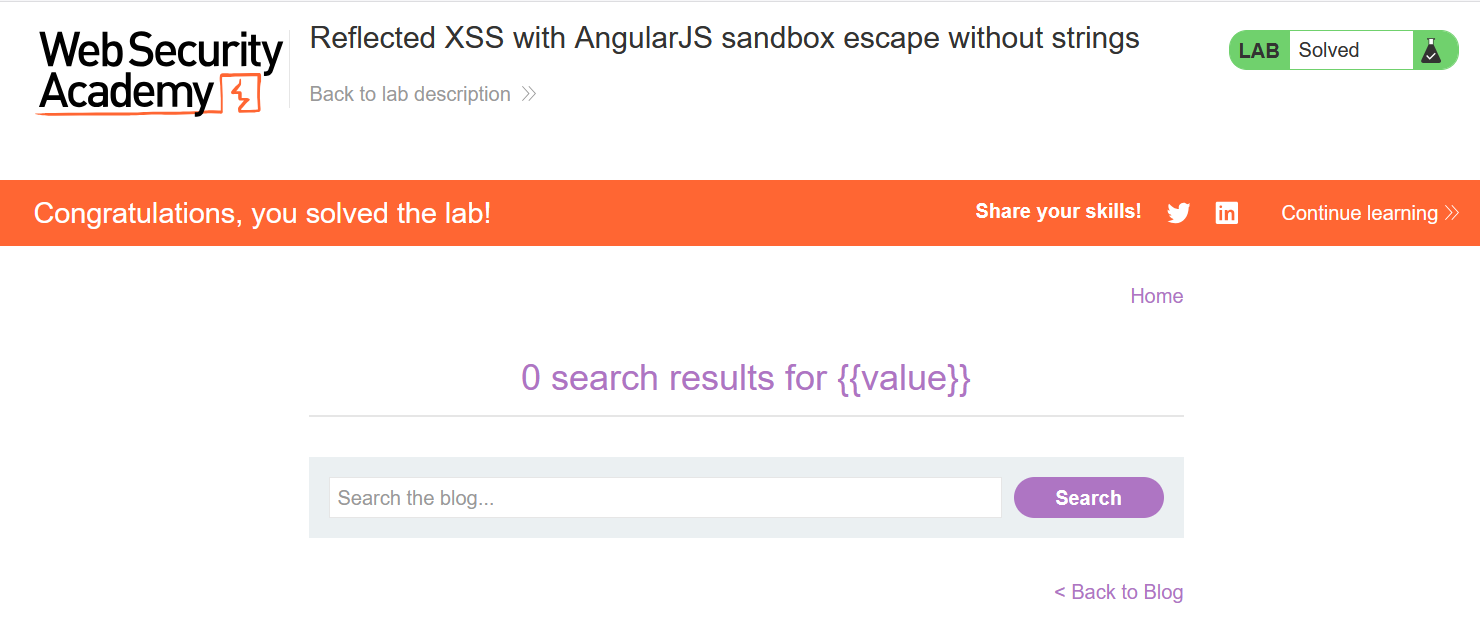 Web Security
Academy
Reflected XSS with AngularJS sandbox escape without strings
Back to lab description
LAB Solved
Congratulations, you solved the lab!
Share your skills!
Continue learning
Home
0 search results for {{value}}
Search the blog...
Search
< Back to Blog